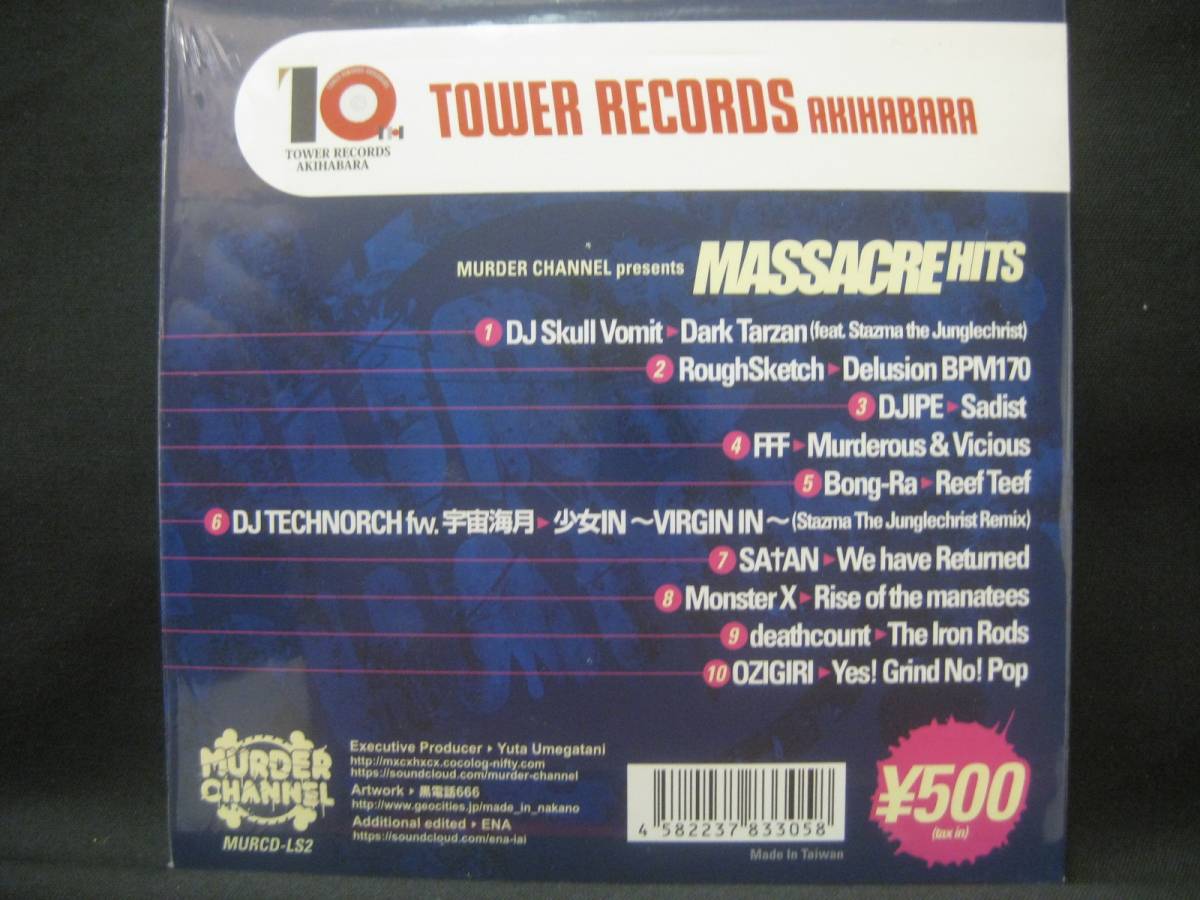 10TH
TOWER RECORDS
AKIHABARA
TOWER RECORDS AKIHABARA
MURDER CHANNEL presents MASSACRE HITS
1 DJ Skull Vomit ▶ Dark Tarzan (feat. Stazma the Junglechrist)
2 RoughSketch ▶ Delusion BPM170
3 DJIPE ▶ Sadist
4 FFF ▶ Murderous & Vicious
5 Bong-Ra ▶ Reef Teef
6 DJ TECHNORCH fw. 宇宙海月 ▶ 少女IN ～VIRGIN IN～ (Stazma The Junglechrist Remix)
7 SA†AN ▶ We have Returned
8 Monster X ▶ Rise of the manatees
9 deathcount ▶ The Iron Rods
10 OZIGIRI ▶ Yes! Grind No! Pop
MURDER
CHANNEL
MURCD-LS2
Executive Producer ▶ Yuta Umegatani
http://mxcxhxcx.cocolog-nifty.com
https://soundcloud.com/murder-channel
Artwork ▶ 黒電話666
http://www.geocities.jp/made_in_nakano
Additional edited ▶ ENA
https://soundcloud.com/ena-iai
4 582237 833058
Made In Taiwan
¥500
(tax in)